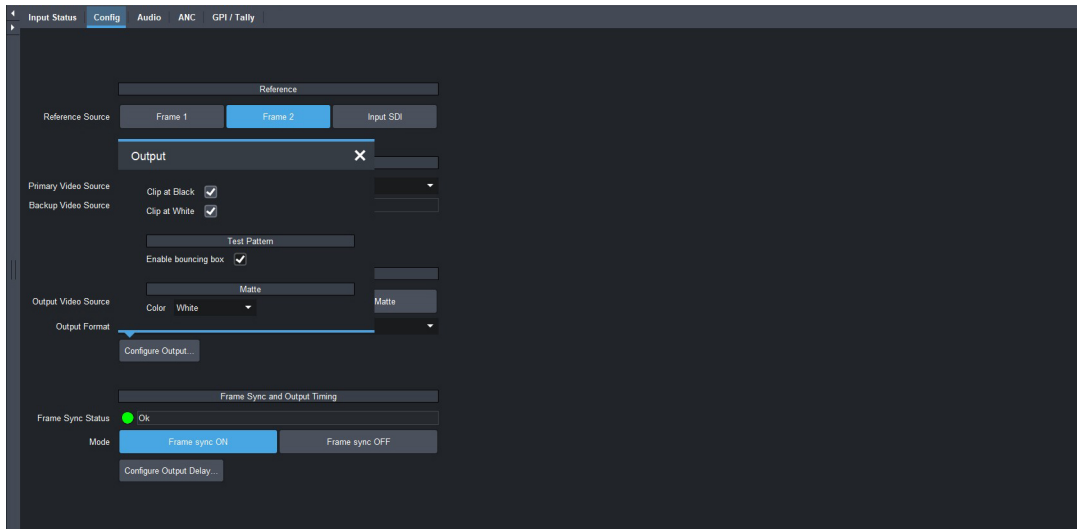 Input Status Config Audio ANC GPI / Tally
Reference
Reference Source Frame 1 Frame 2 Input SDI
Output
Primary Video Source
Clip at Black
Backup Video Source
Clip at White
Test Pattern
Enable bouncing box
Matte
Output Video Source Matte
Color White
Output Format
Configure Output...
Frame Sync and Output Timing
Frame Sync Status Ok
Mode Frame sync ON Frame sync OFF
Configure Output Delay...